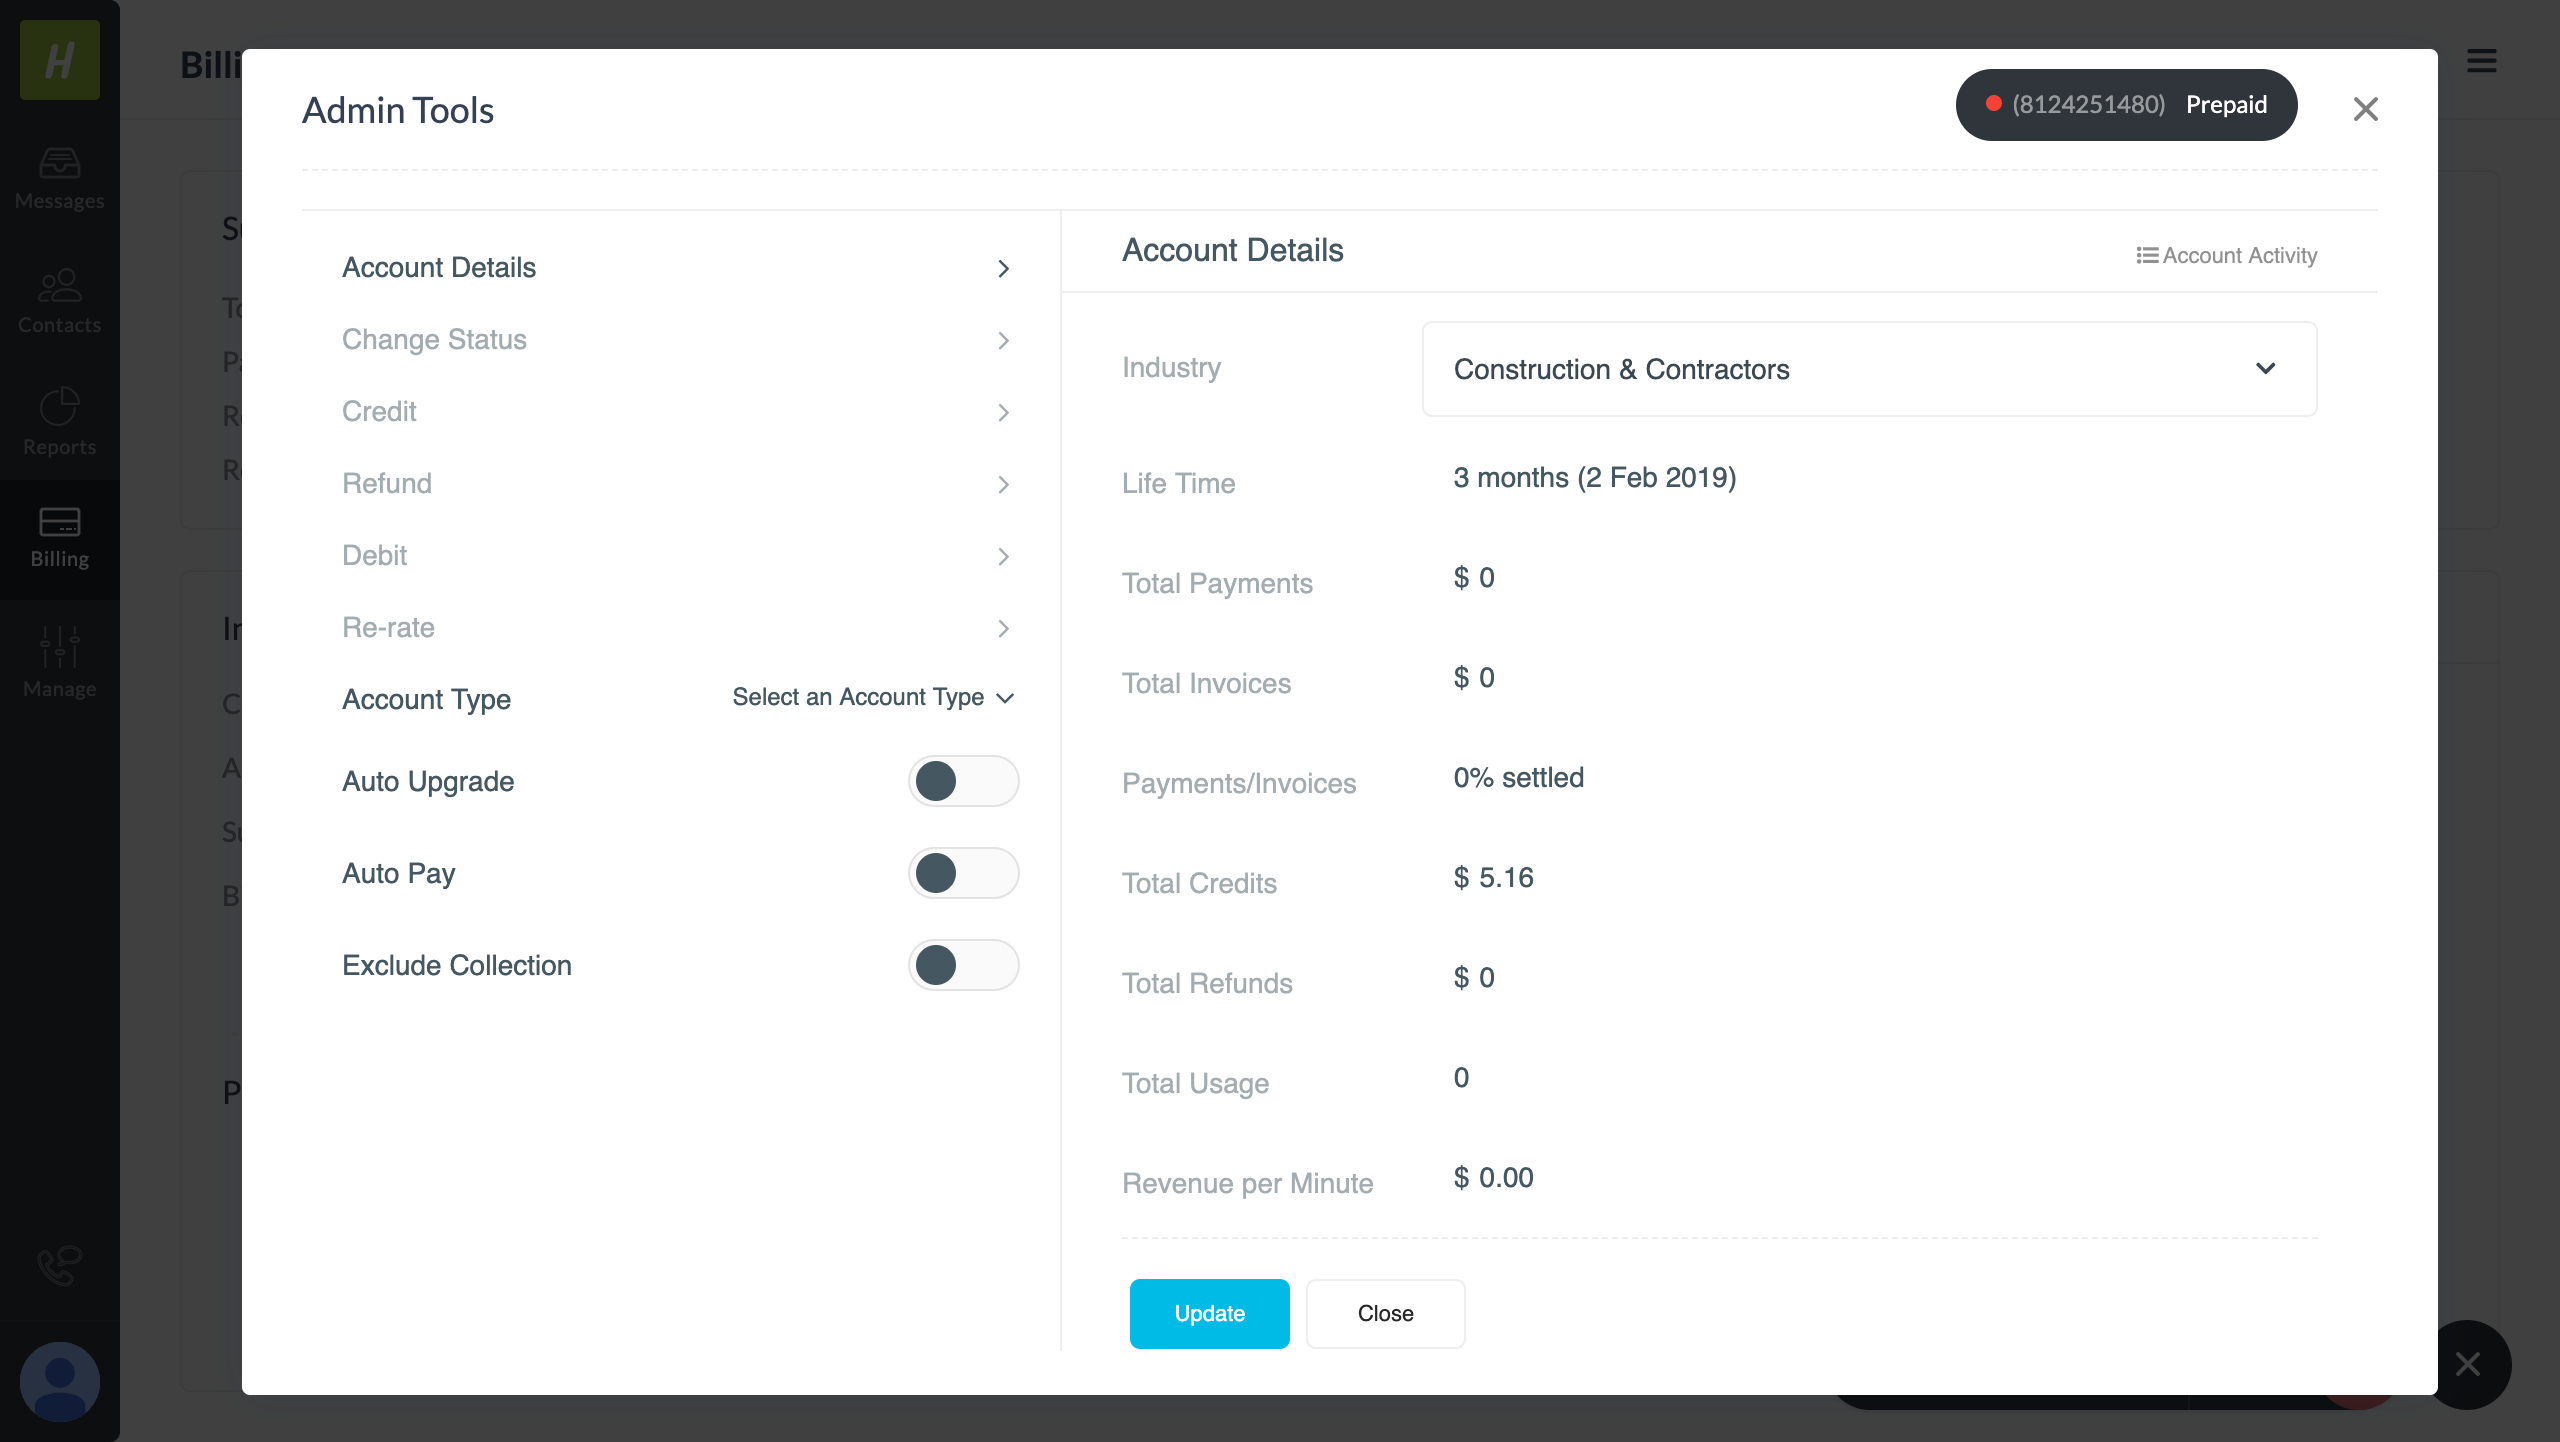 H
Messages
Contacts
Reports
Billing
Manage
Billi
Admin Tools
(8124251480) Prepaid
Account Details
Change Status
Credit
Refund
Debit
Re-rate
Account Type Select an Account Type
Auto Upgrade
Auto Pay
Exclude Collection
Account Details
Account Activity
Industry Construction & Contractors
Life Time 3 months (2 Feb 2019)
Total Payments $ 0
Total Invoices $ 0
Payments/Invoices 0% settled
Total Credits $ 5.16
Total Refunds $ 0
Total Usage 0
Revenue per Minute $ 0.00
Update Close